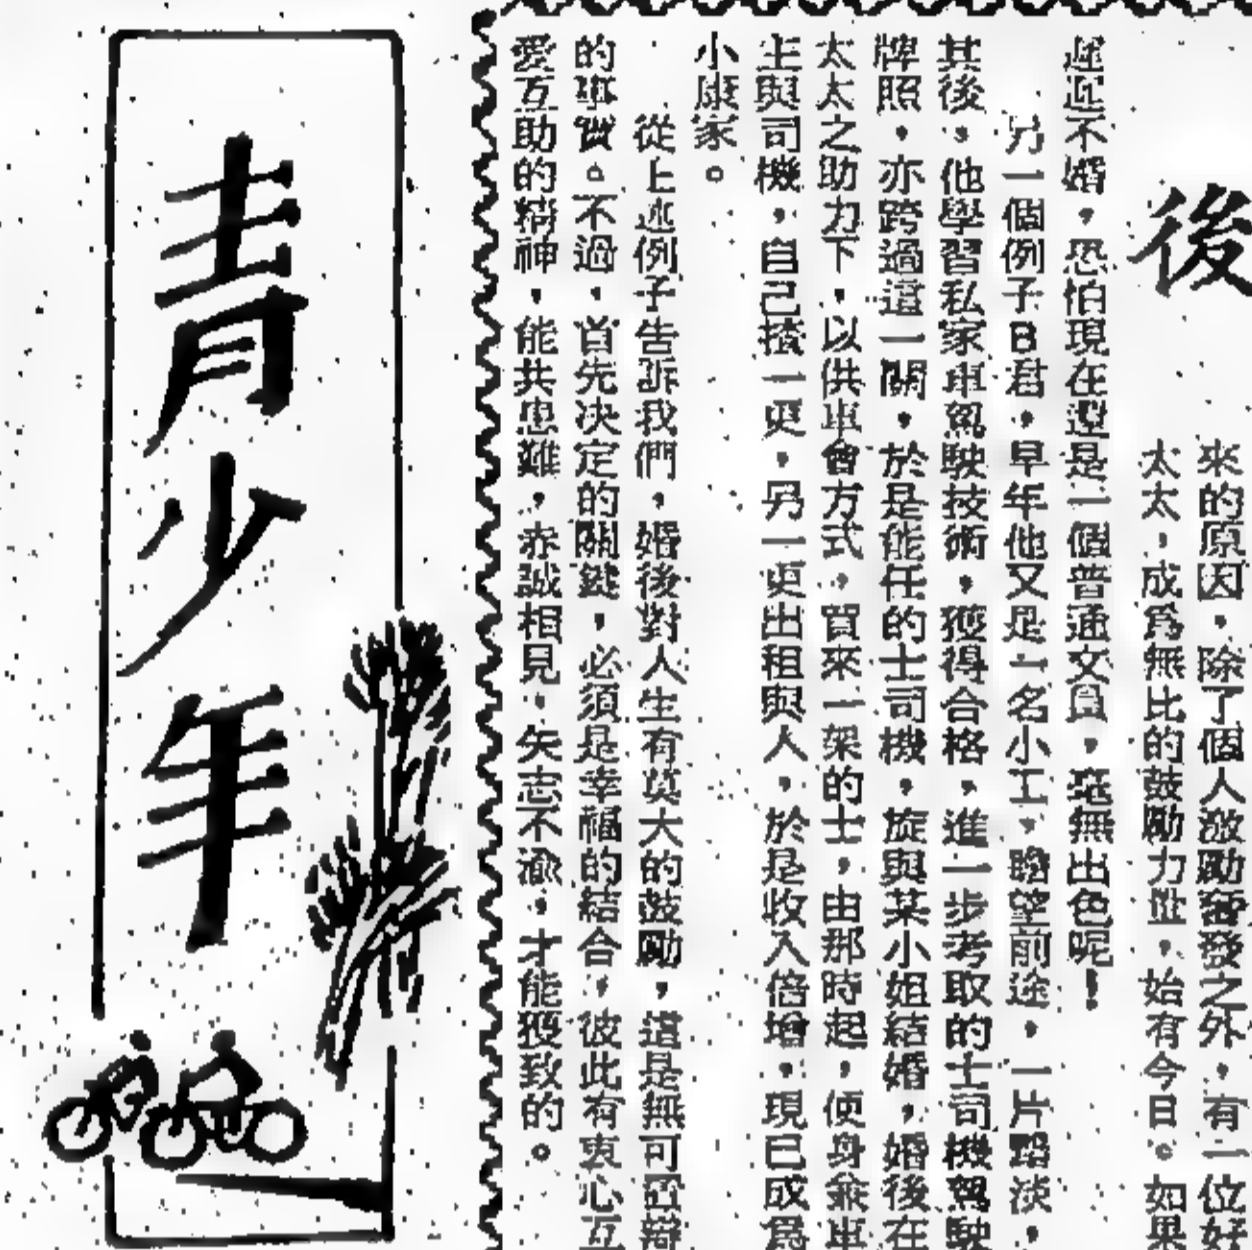 後
來的原因，除了個人激勵奮發之外，有一位好
太太，成爲無比的鼓勵力吔，始有今日。如果
遲遲不婚，恐怕現在還是一個普通文員，毫無出色呢！
另一個例子B君，早年他又是一名小工，瞻望前途，一片黯淡，
其後，他學習私家車駕駛技術，獲得合格，進一步考取的士司機駕駛
牌照，亦跨過這一關，於是能任的士司機，旋與某小姐結婚，婚後在
太太之助力下，以供車會方式，買來一架的士，由那時起，便身兼車
主與司機，自己揸一更，另一更出租與人，於是收入倍增，現已成爲
小康家。
從上述例子告訴我們，婚後對人生有莫大的鼓勵，這是無可置辯
的事實。不過，首先決定的關鍵，必須是幸福的結合，彼此有衷心互
愛互助的精神，能共患難，赤誠相見，矢志不渝，才能獲致的。
青少年